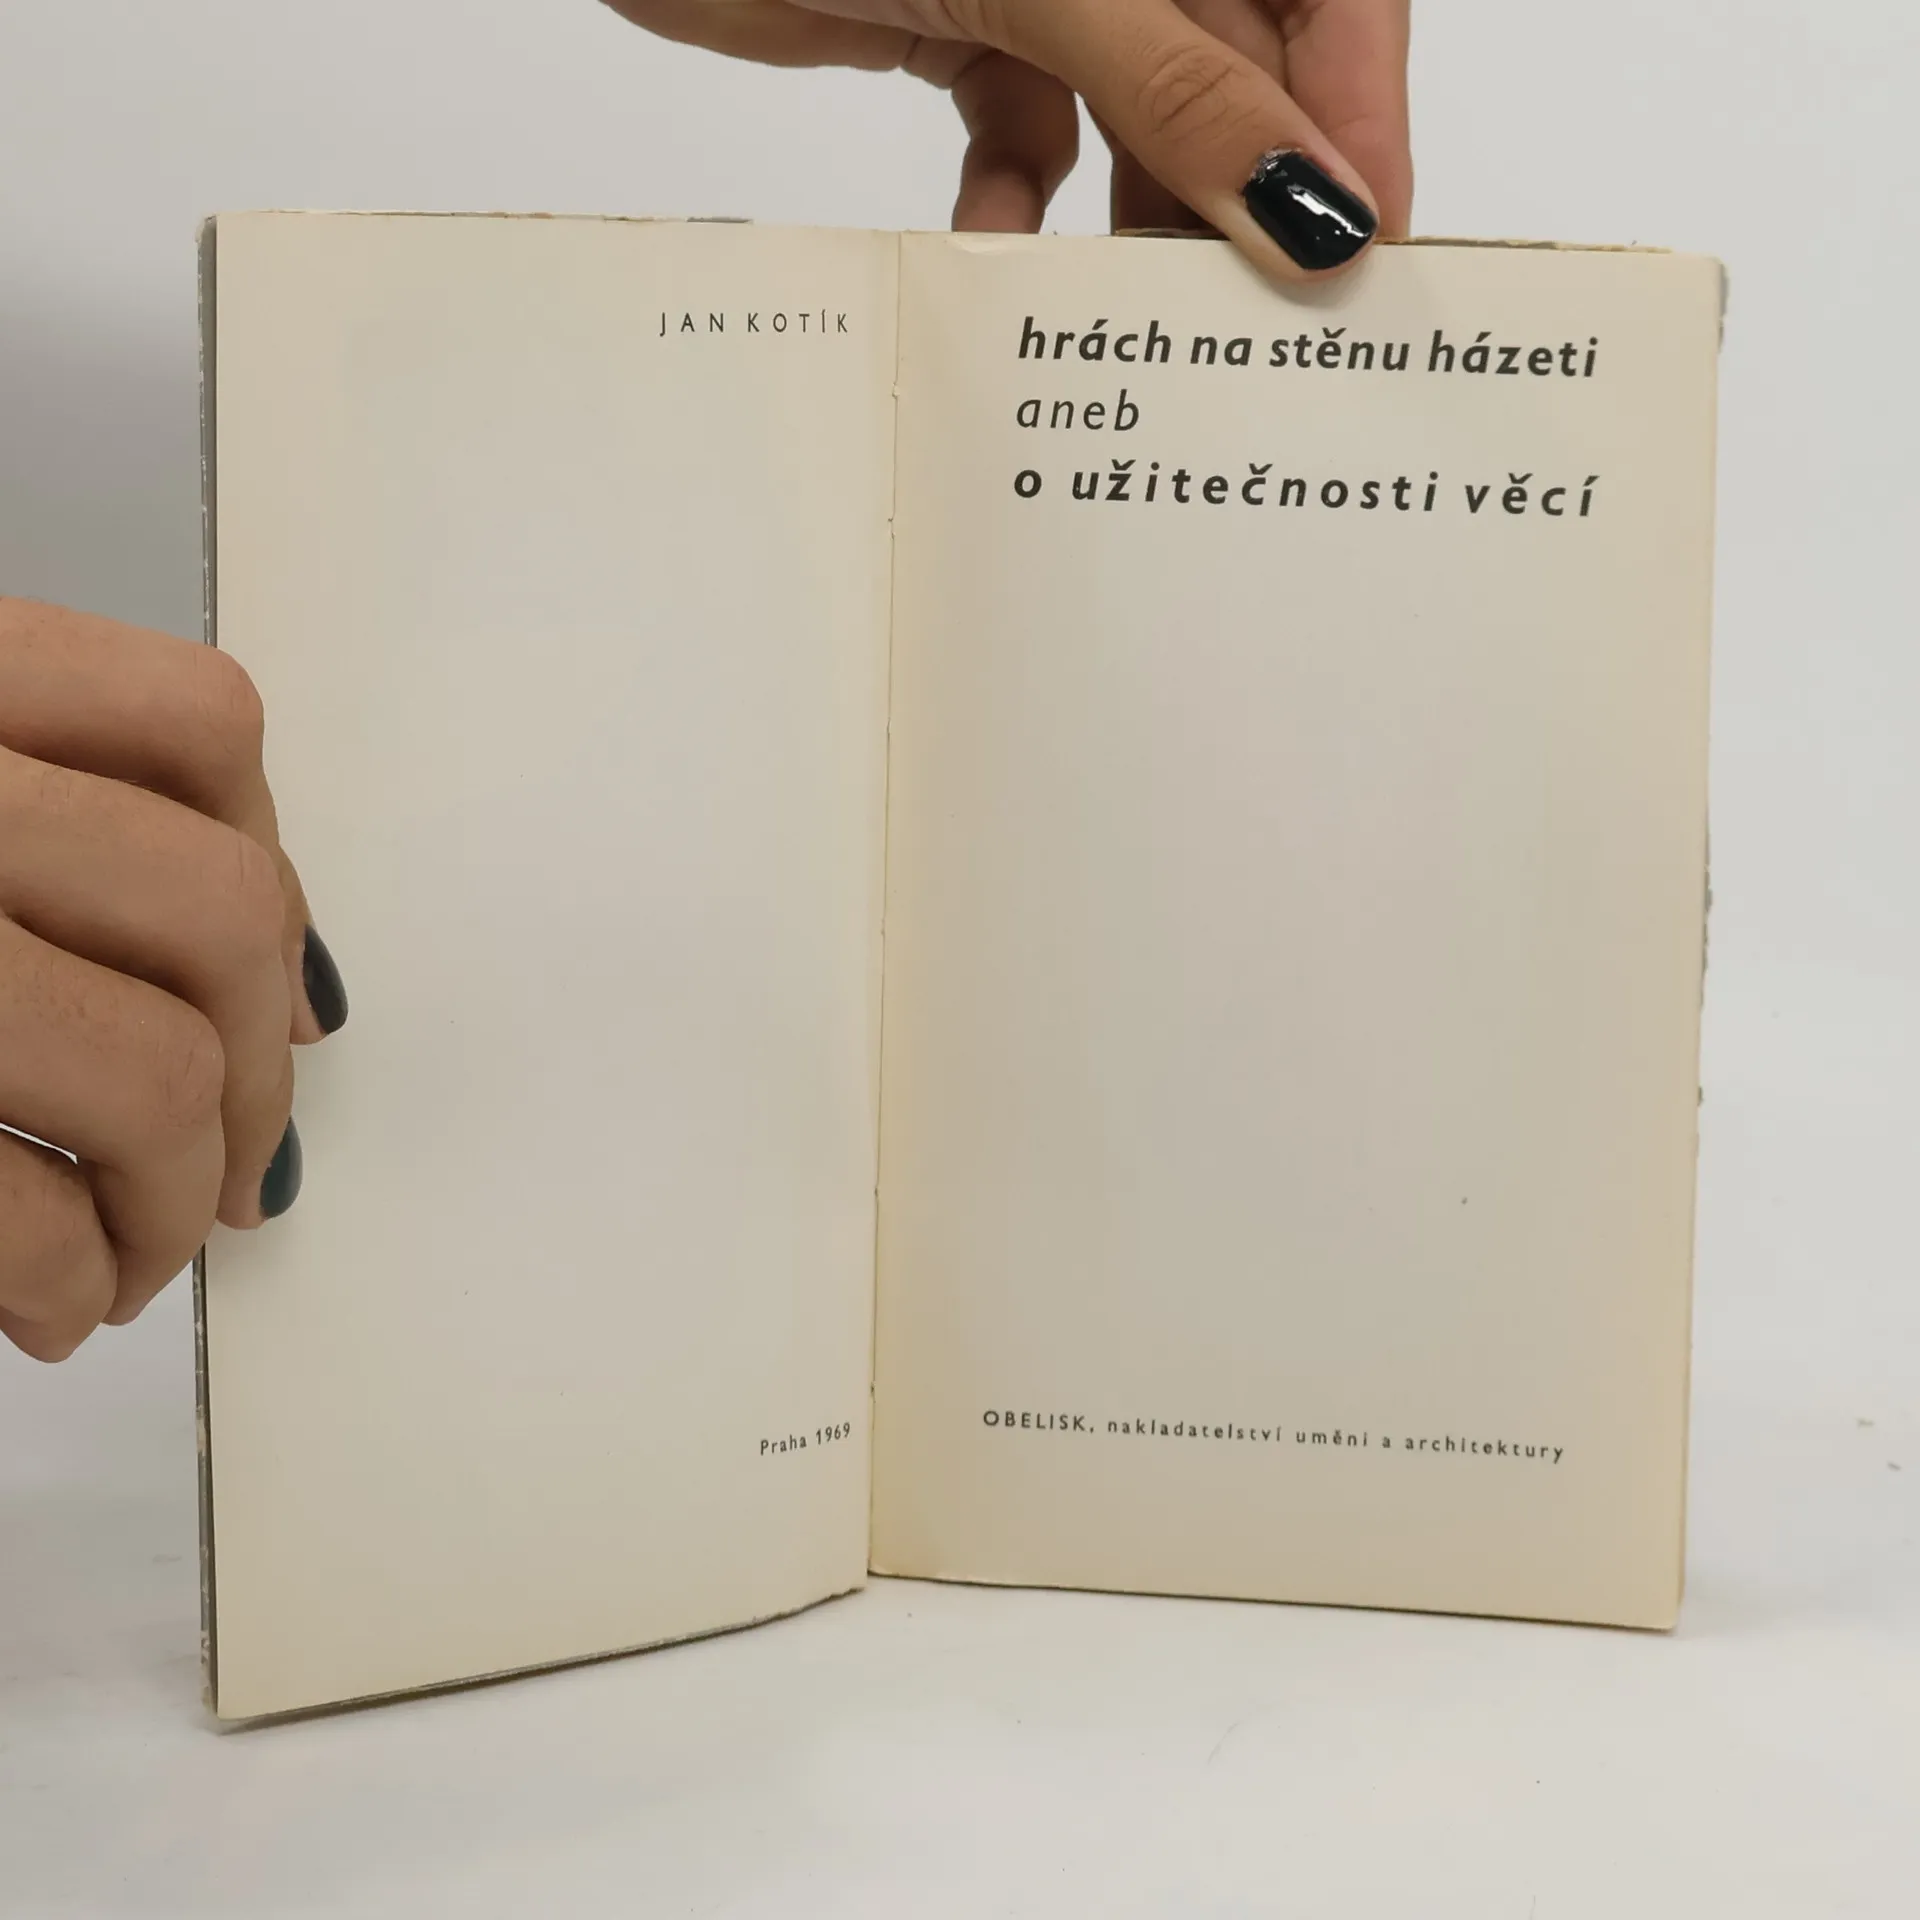 JAN KOTÍK
Praha 1969
hrách na stěnu házeti
aneb
o užitečnosti věcí
OBELISK, nakladatelství umění a architektury